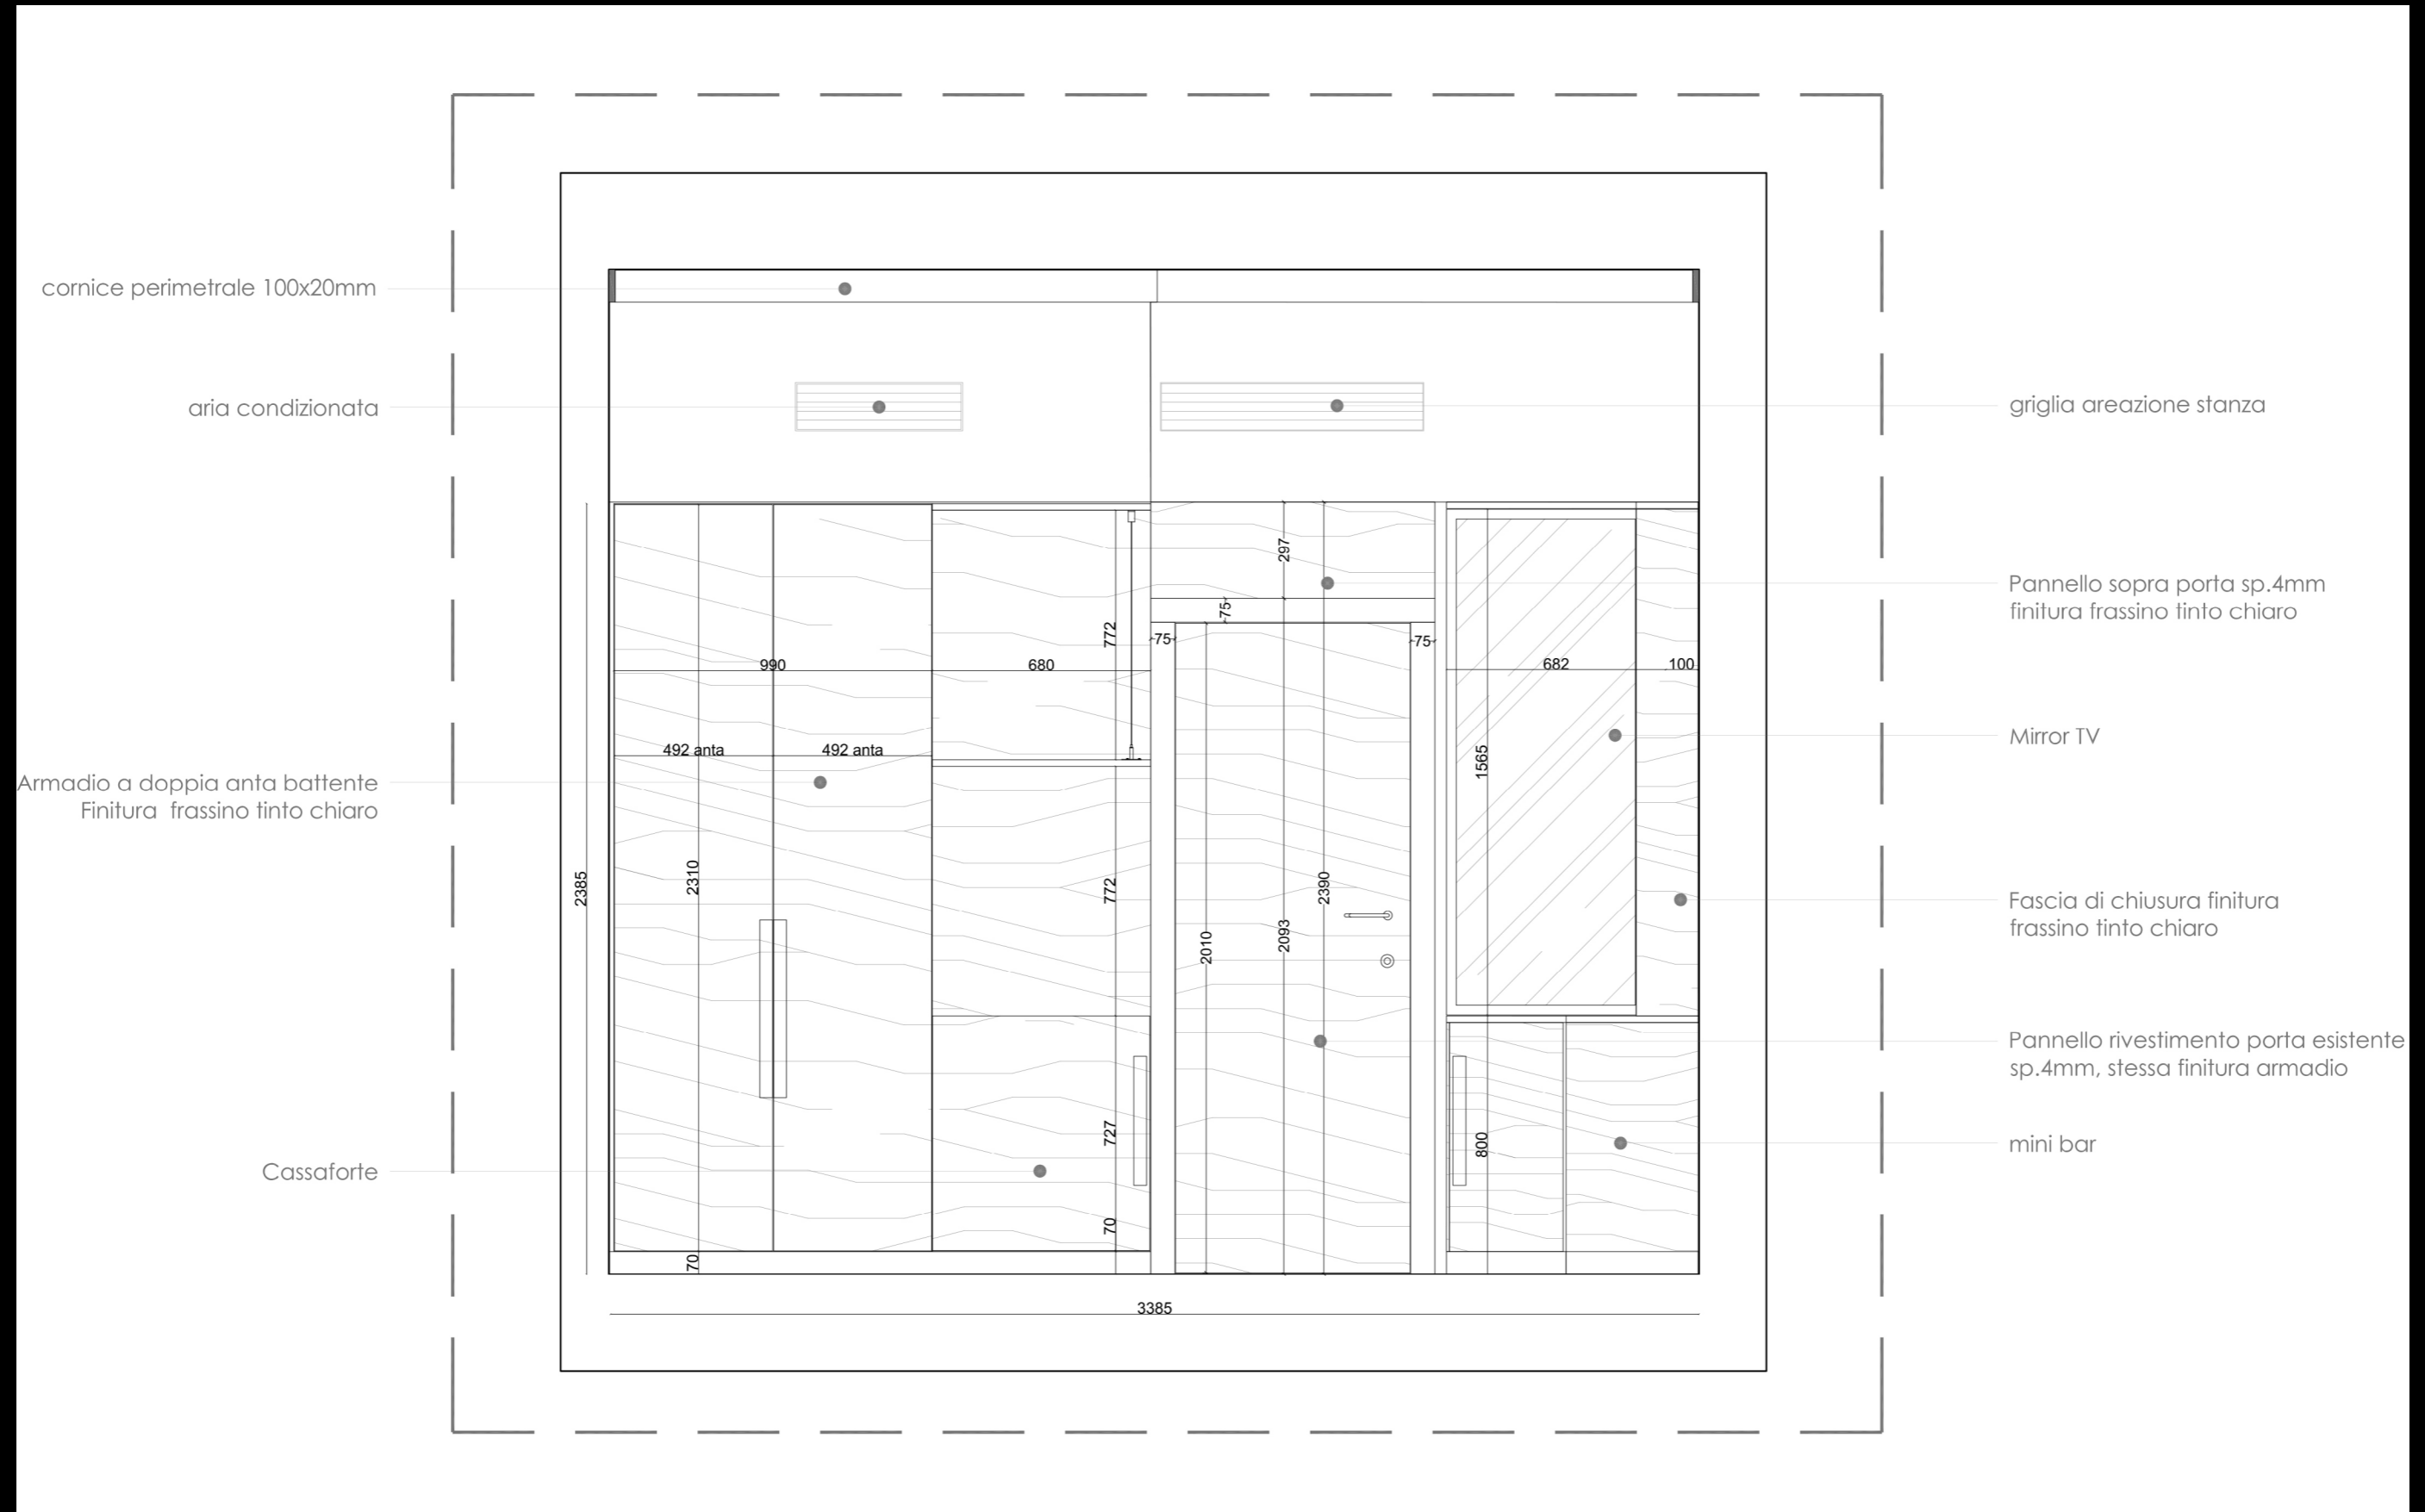 cornice perimetrale 100x20mm
aria condizionata
griglia areazione stanza
297
Pannello sopra porta sp.4mm
finitura frassino tinto chiaro
75
772
75
75
990
680
682
100
Mirror TV
492 anta
492 anta
1565
Armadio a doppia anta battente
Finitura frassino tinto chiaro
2385
2310
772
2390
Fascia di chiusura finitura
frassino tinto chiaro
2010
2093
Pannello rivestimento porta esistente
sp.4mm, stessa finitura armadio
727
800
mini bar
Cassaforte
70
70
3385